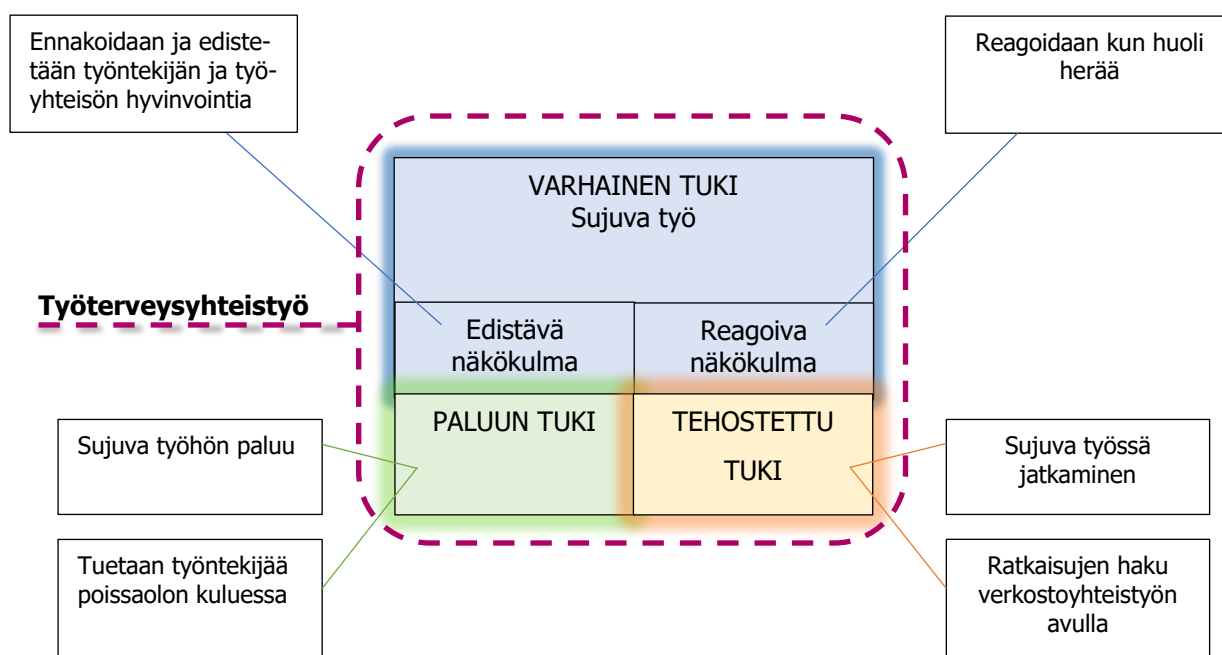 Ennakoidaan ja ediste-
tään työntekijän ja työ-
yhteisön hyvinvointia
Reagoidaan kun huoli
herää
VARHAINEN TUKI
Sujuva työ
Työterveysyhteistyö
Edistävä
näkökulma
Reagoiva
näkökulma
PALUUN TUKI
TEHOSTETTU
TUKI
Sujuva työhön paluu
Sujuva työssä
jatkaminen
Tuetaan työntekijää
poissaolon kuluessa
Ratkaisujen haku
verkostoyhteistyön
avulla